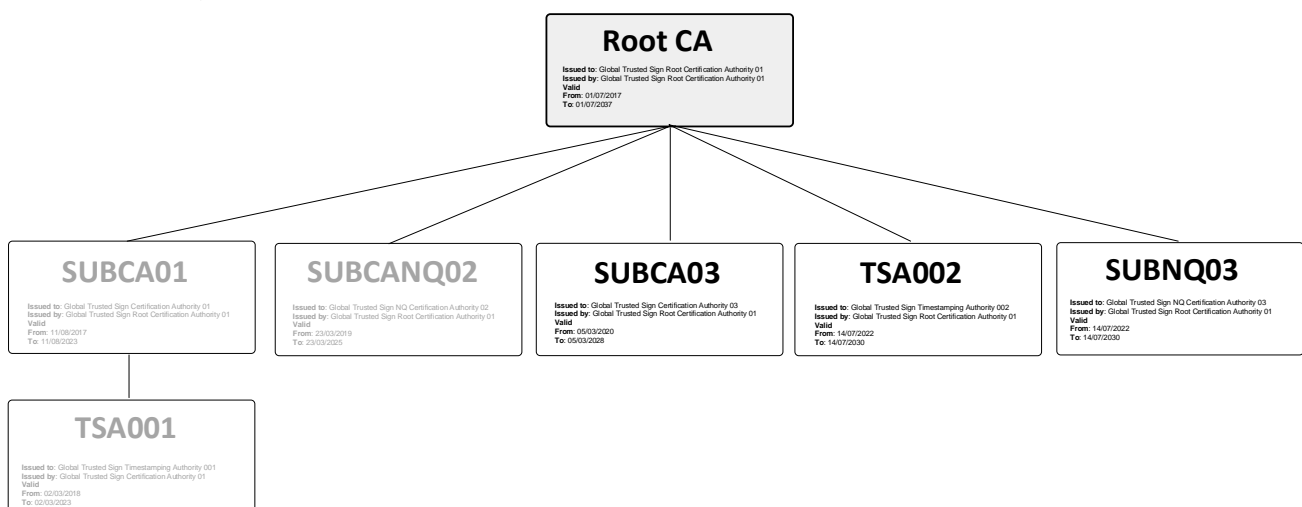 Root CA
Issued to: Global Trusted Sign Root Certification Authority 01
Issued by: Global Trusted Sign Root Certification Authority 01
Valid
From: 01/07/2017
To: 01/07/2037
SUBCA01
Issued to: Global Trusted Sign Certification Authority 01
Issued by: Global Trusted Sign Root Certification Authority 01
Valid
From: 11/08/2017
To: 11/08/2023
SUBCANQ02
Issued to: Global Trusted Sign NQ Certification Authority 02
Issued by: Global Trusted Sign Root Certification Authority 01
Valid
From: 23/03/2019
To: 23/03/2025
SUBCA03
Issued to: Global Trusted Sign Certification Authority 03
Issued by: Global Trusted Sign Root Certification Authority 01
Valid
From: 05/03/2020
To: 05/03/2028
TSA002
Issued to: Global Trusted Sign Timestamping Authority 002
Issued by: Global Trusted Sign Root Certification Authority 01
Valid
From: 14/07/2022
To: 14/07/2030
SUBNQ03
Issued to: Global Trusted Sign NQ Certification Authority 03
Issued by: Global Trusted Sign Root Certification Authority 01
Valid
From: 14/07/2022
To: 14/07/2030
TSA001
Issued to: Global Trusted Sign Timestamping Authority 001
Issued by: Global Trusted Sign Certification Authority 01
Valid
From: 02/03/2018
To: 02/03/2023